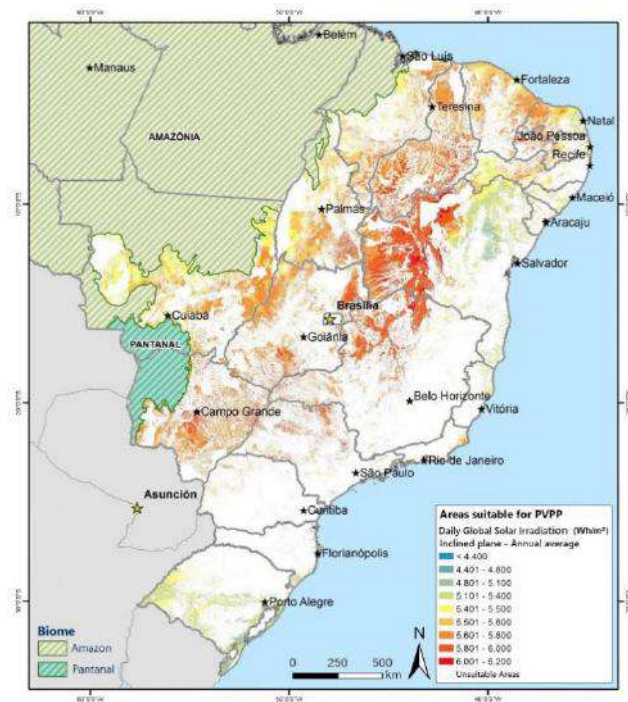 Belém
Manaus
São Luis
Fortaleza
Teresina
Natal
AMAZÔNIA
João Pessoa
Recife
Palmas
Maceió
Aracaju
Salvador
Brasília
Cuiabá
Goiânia
PANTANAL
Belo Horizonte
Campo Grande
Vitória
Rio de Janeiro
São Paulo
Asunción
Curitiba
Florianópolis
Porto Alegre
Areas suitable for PVPP
Daily Global Solar Irradiation (Wh/m²)
Inclined plane - Annual average
< 4.400
4.401 - 4.800
4.801 - 5.100
5.101 - 5.400
5.401 - 5.500
5.501 - 5.600
5.601 - 5.800
5.801 - 6.000
6.001 - 6.200
Unsuitable Areas
Biome
Amazon
Pantanal
N
0 250 500
km